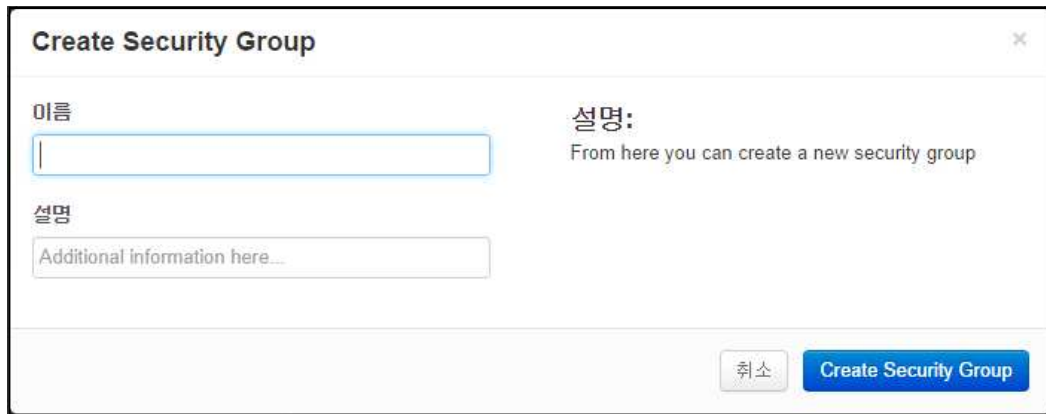 Create Security Group
×
이름
설명
Additional information here...
설명:
From here you can create a new security group
취소
Create Security Group